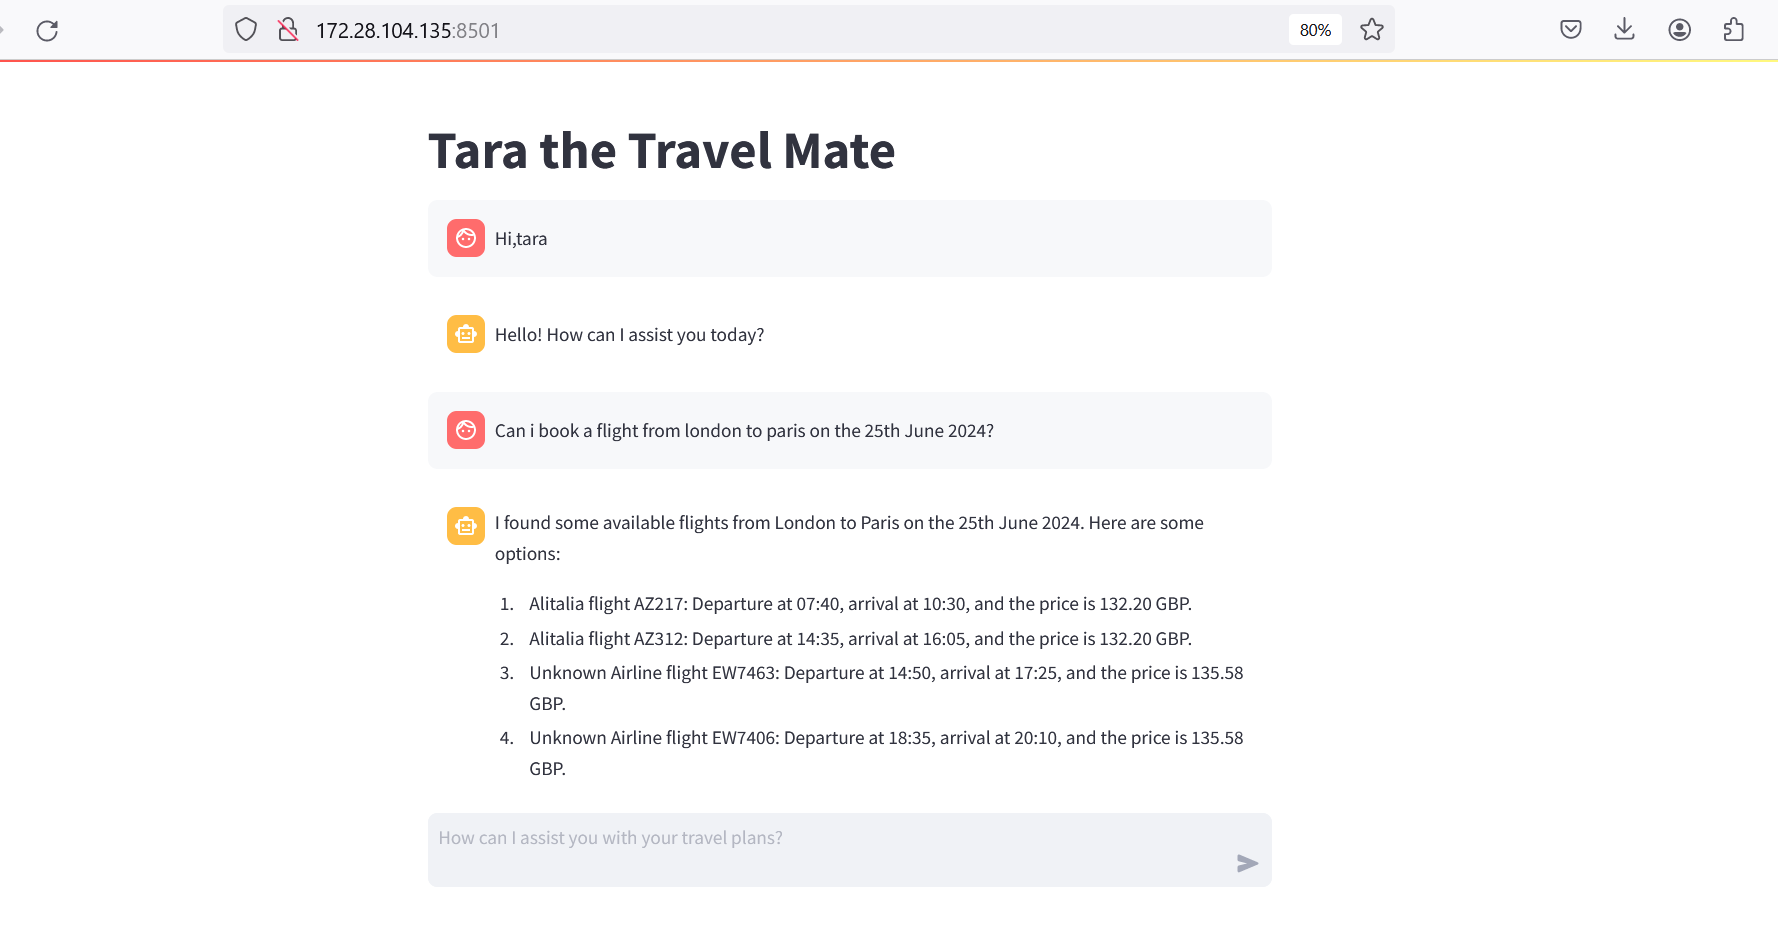 172.28.104.135:8501
80%
Tara the Travel Mate
Hi,tara
Hello! How can I assist you today?
Can i book a flight from london to paris on the 25th June 2024?
I found some available flights from London to Paris on the 25th June 2024. Here are some
options:
1. Alitalia flight AZ217: Departure at 07:40, arrival at 10:30, and the price is 132.20 GBP.
2. Alitalia flight AZ312: Departure at 14:35, arrival at 16:05, and the price is 132.20 GBP.
3. Unknown Airline flight EW7463: Departure at 14:50, arrival at 17:25, and the price is 135.58
GBP.
4. Unknown Airline flight EW7406: Departure at 18:35, arrival at 20:10, and the price is 135.58
GBP.
How can I assist you with your travel plans?